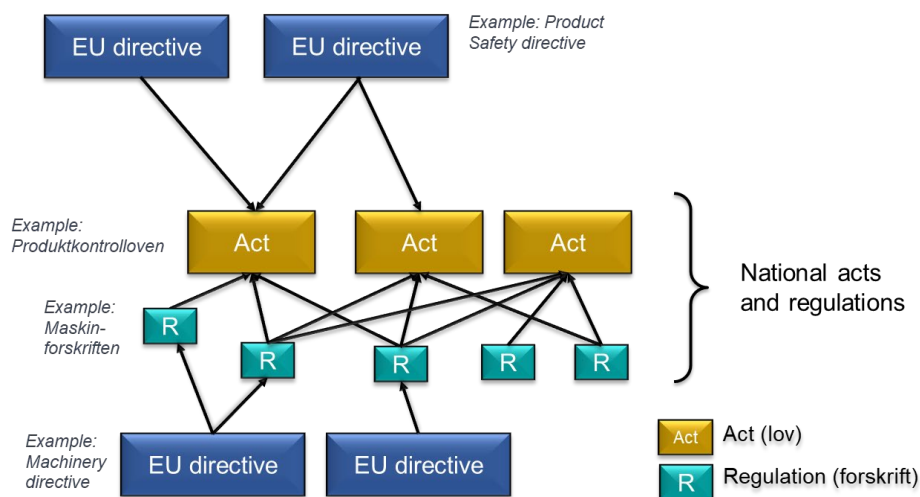 EU directive
EU directive
Example: Product
Safety directive
Example:
Produktkontrolloven
Act
Act
Act
Example:
Maskin-
forskriften
R
R
R
R
R
National acts
and regulations
Example:
Machinery
directive
EU directive
EU directive
Act
Act (lov)
R
Regulation (forskrift)